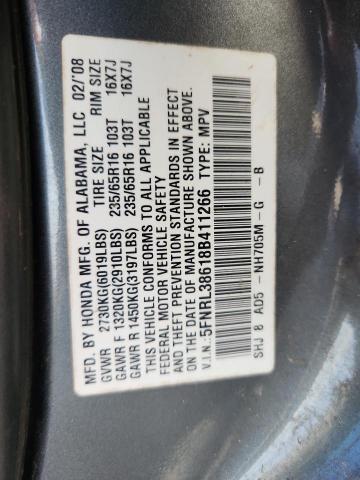 MFD. BY HONDA MFG. OF ALABAMA, LLC 02/'08
TIRE SIZE RIM SIZE
GVWR 2730KG(6019LBS)
GAWR F 1320KG(2910LBS) 235/65R16 103T 16X7J
GAWR R 1450KG(3197LBS) 235/65R16 103T 16X7J
THIS VEHICLE CONFORMS TO ALL APPLICABLE
FEDERAL MOTOR VEHICLE SAFETY
AND THEFT PREVENTION STANDARDS IN EFFECT
ON THE DATE OF MANUFACTURE SHOWN ABOVE.
V.I.N.: 5FNRL38618B411266 TYPE: MPV
SHJ 8 AD5 -NH705M-G -B